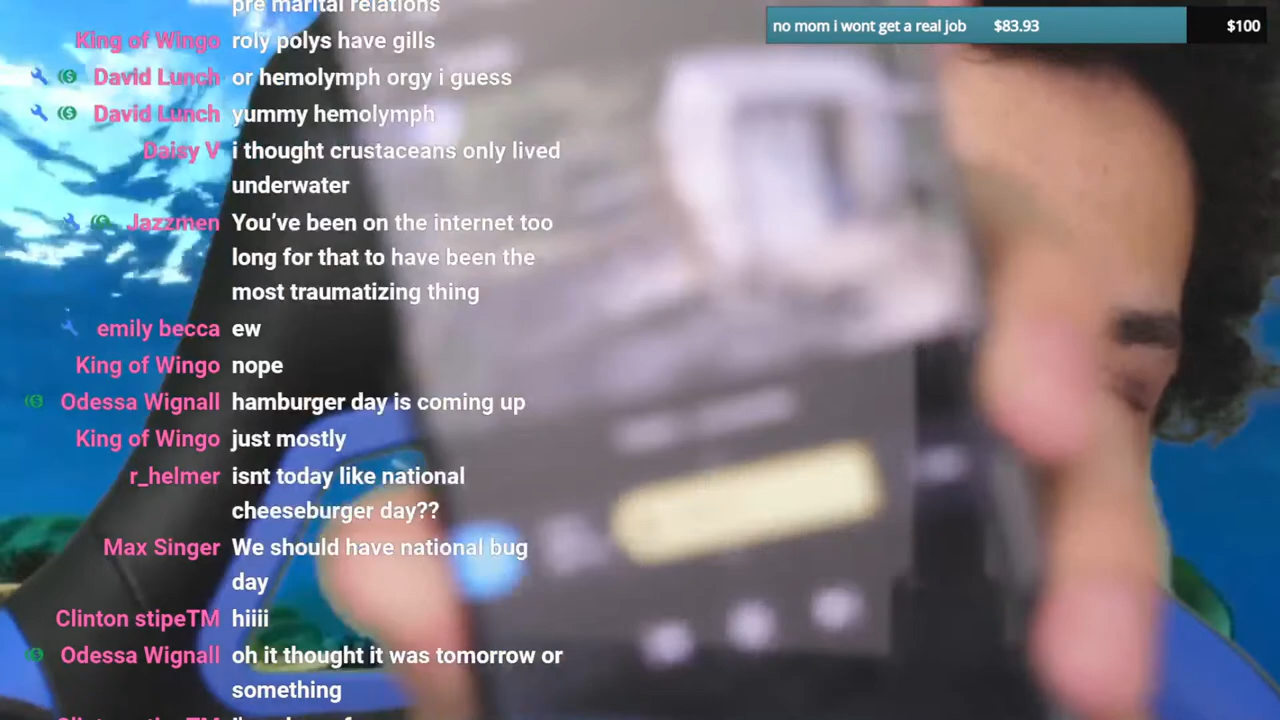 pre marital relations
no mom i wont get a real job $83.93 $100
King of Wingo roly polys have gills
David Lunch or hemolymph orgy i guess
David Lunch yummy hemolymph
Daisy V i thought crustaceans only lived
underwater
Jazzmen You've been on the internet too
long for that to have been the
most traumatizing thing
emily becca ew
King of Wingo nope
Odessa Wignall hamburger day is coming up
King of Wingo just mostly
r_helmer isnt today like national
cheeseburger day??
Max Singer We should have national bug
day
Clinton stipeTM hiiii
Odessa Wignall oh it thought it was tomorrow or
something